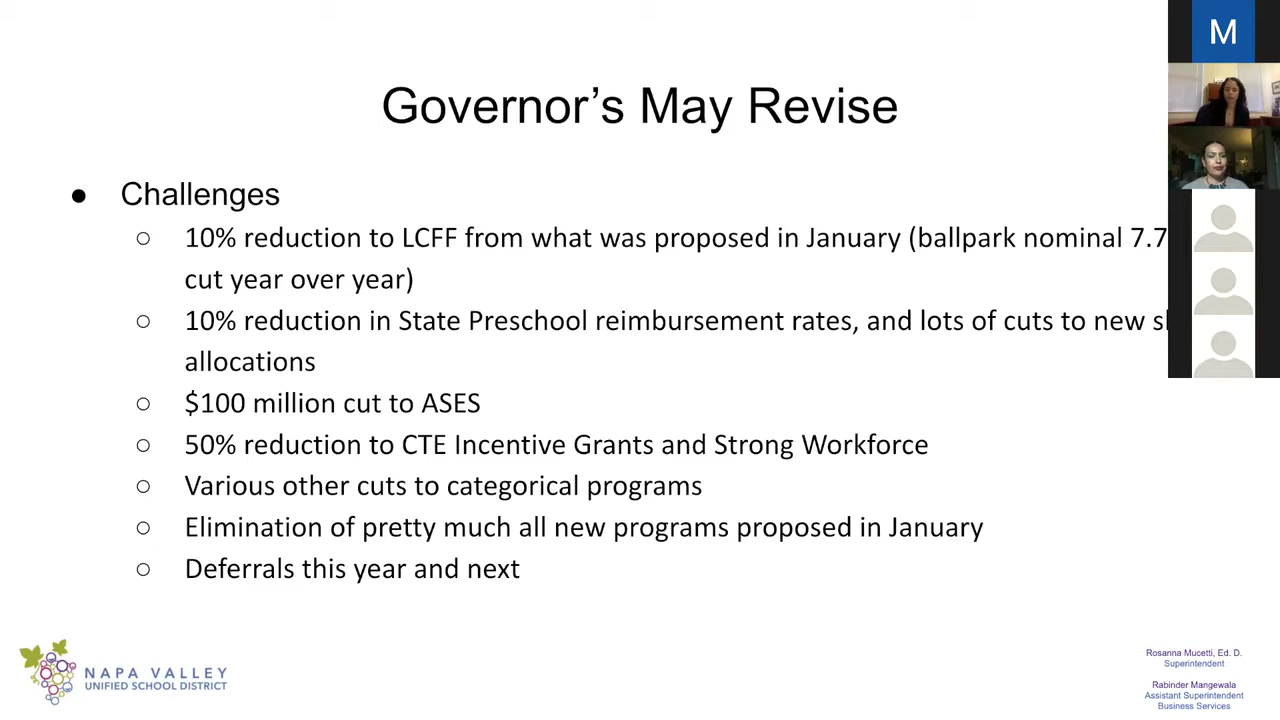 M
Governor’s May Revise
● Challenges
○ 10% reduction to LCFF from what was proposed in January (ballpark nominal 7.7
cut year over year)
○ 10% reduction in State Preschool reimbursement rates, and lots of cuts to new
allocations
○ $100 million cut to ASES
○ 50% reduction to CTE Incentive Grants and Strong Workforce
○ Various other cuts to categorical programs
○ Elimination of pretty much all new programs proposed in January
○ Deferrals this year and next
NAPA VALLEY
UNIFIED SCHOOL DISTRICT
Rosanna Mucetti, Ed. D.
Superintendent
Rabinder Mangewala
Assistant Superintendent
Business Services